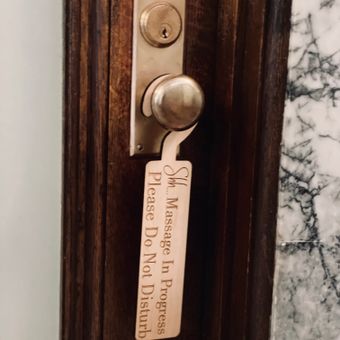 Shh... Massage In Progress
Please Do Not Disturb